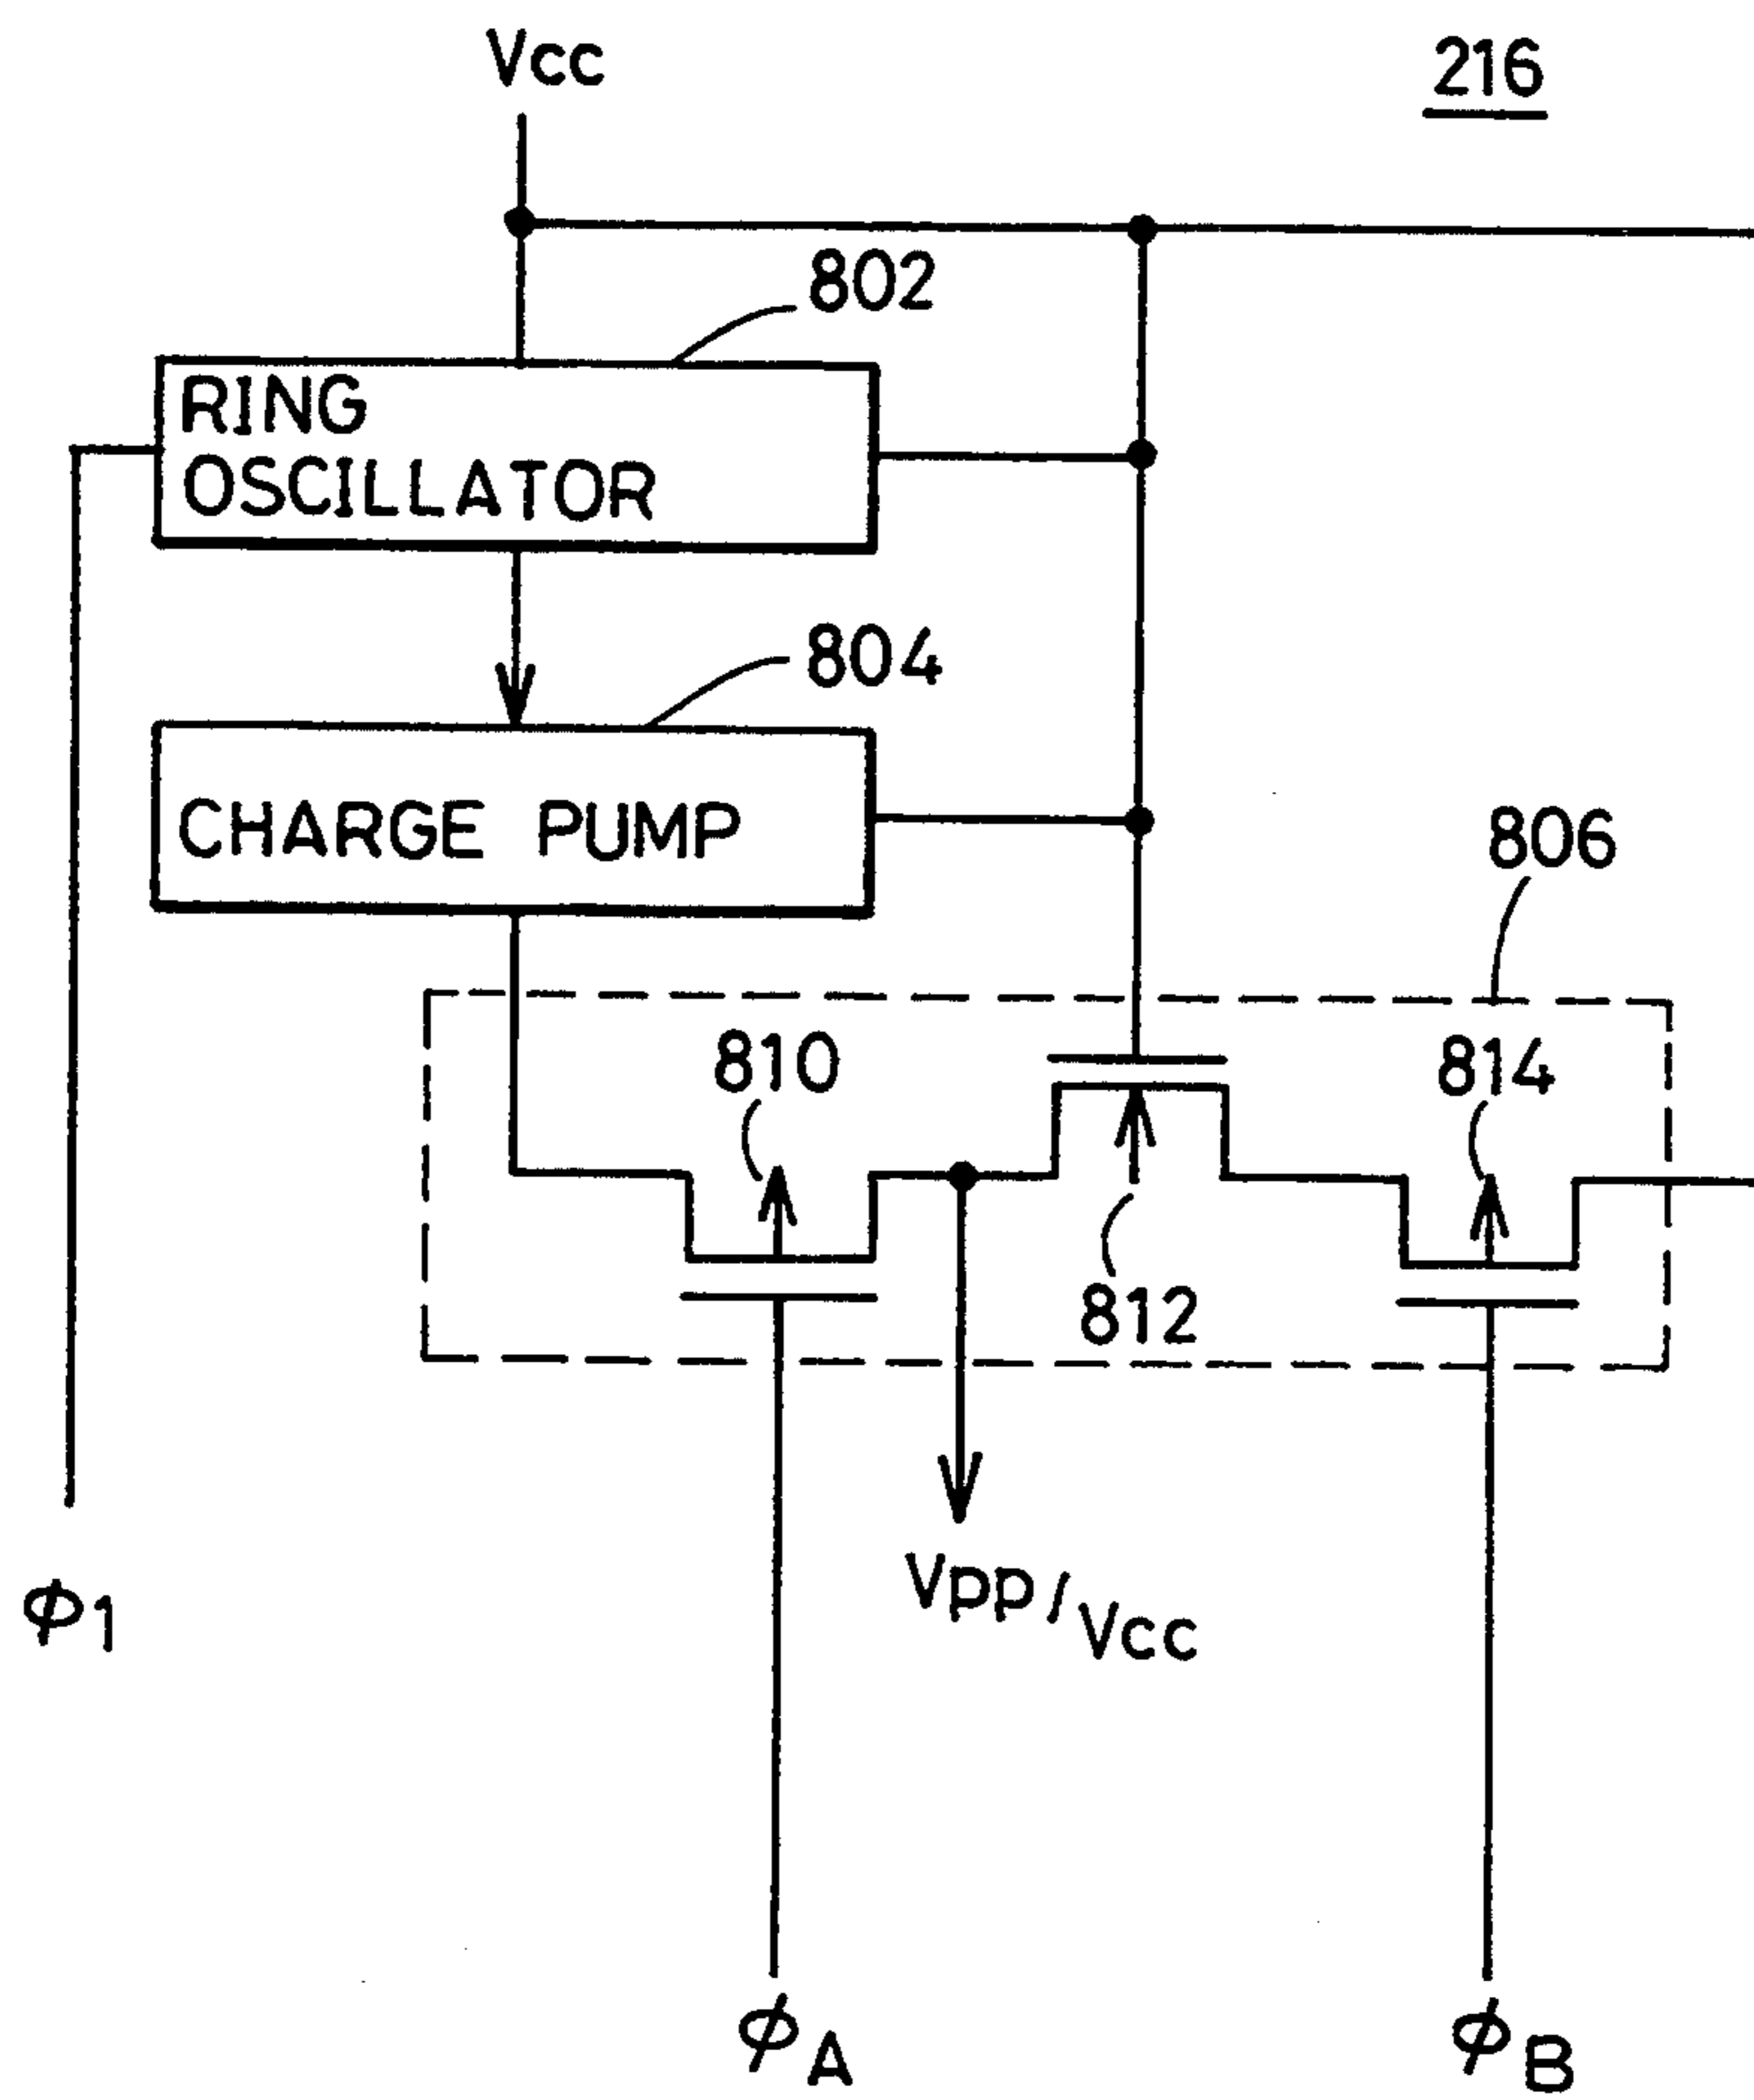 Vcc
216
802
RING
OSCILLATOR
804
CHARGE PUMP
806
810
814
812
Vpp/Vcc
φ1
φA
φB